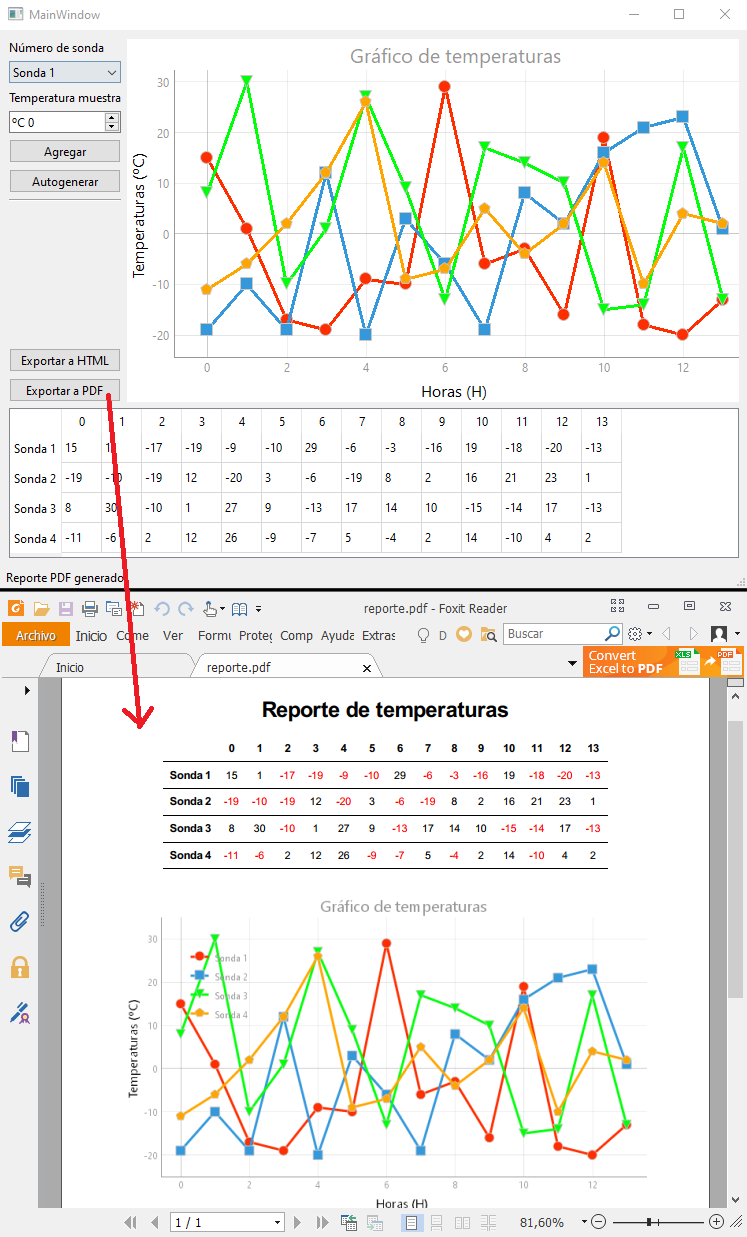 MainWindow
Número de sonda
Sonda 1
Temperatura muestra
ºC 0
Agregar
Autogenerar
Exportar a HTML
Exportar a PDF
Gráfico de temperaturas
Temperaturas (ºC)
30
20
10
0
-10
-20
0 2 4 6 8 10 12
Horas (H)
0 1 2 3 4 5 6 7 8 9 10 11 12 13
Sonda 1 15 1 -17 -19 -9 -10 29 -6 -3 -16 19 -18 -20 -13
Sonda 2 -19 -10 -19 12 -20 3 -6 -19 8 2 16 21 23 1
Sonda 3 8 30 -10 1 27 9 -13 17 14 10 -15 -14 17 -13
Sonda 4 -11 -6 2 12 26 -9 -7 5 -4 2 14 -10 4 2
Reporte PDF generado
reporte.pdf - Foxit Reader
Archivo Inicio Come Ver Formu Proteg Comp Ayuda Extras D Buscar
Inicio reporte.pdf
Convert
Excel to PDF
XLS PDF
Reporte de temperaturas
0 1 2 3 4 5 6 7 8 9 10 11 12 13
Sonda 1 15 1 -17 -19 -9 -10 29 -6 -3 -16 19 -18 -20 -13
Sonda 2 -19 -10 -19 12 -20 3 -6 -19 8 2 16 21 23 1
Sonda 3 8 30 -10 1 27 9 -13 17 14 10 -15 -14 17 -13
Sonda 4 -11 -6 2 12 26 -9 -7 5 -4 2 14 -10 4 2
Gráfico de temperaturas
Temperaturas (ºC)
30
20
10
0
-10
-20
Sonda 1
Sonda 2
Sonda 3
Sonda 4
0 2 4 6 8 10 12
Horas (H)
1 / 1
81,60%